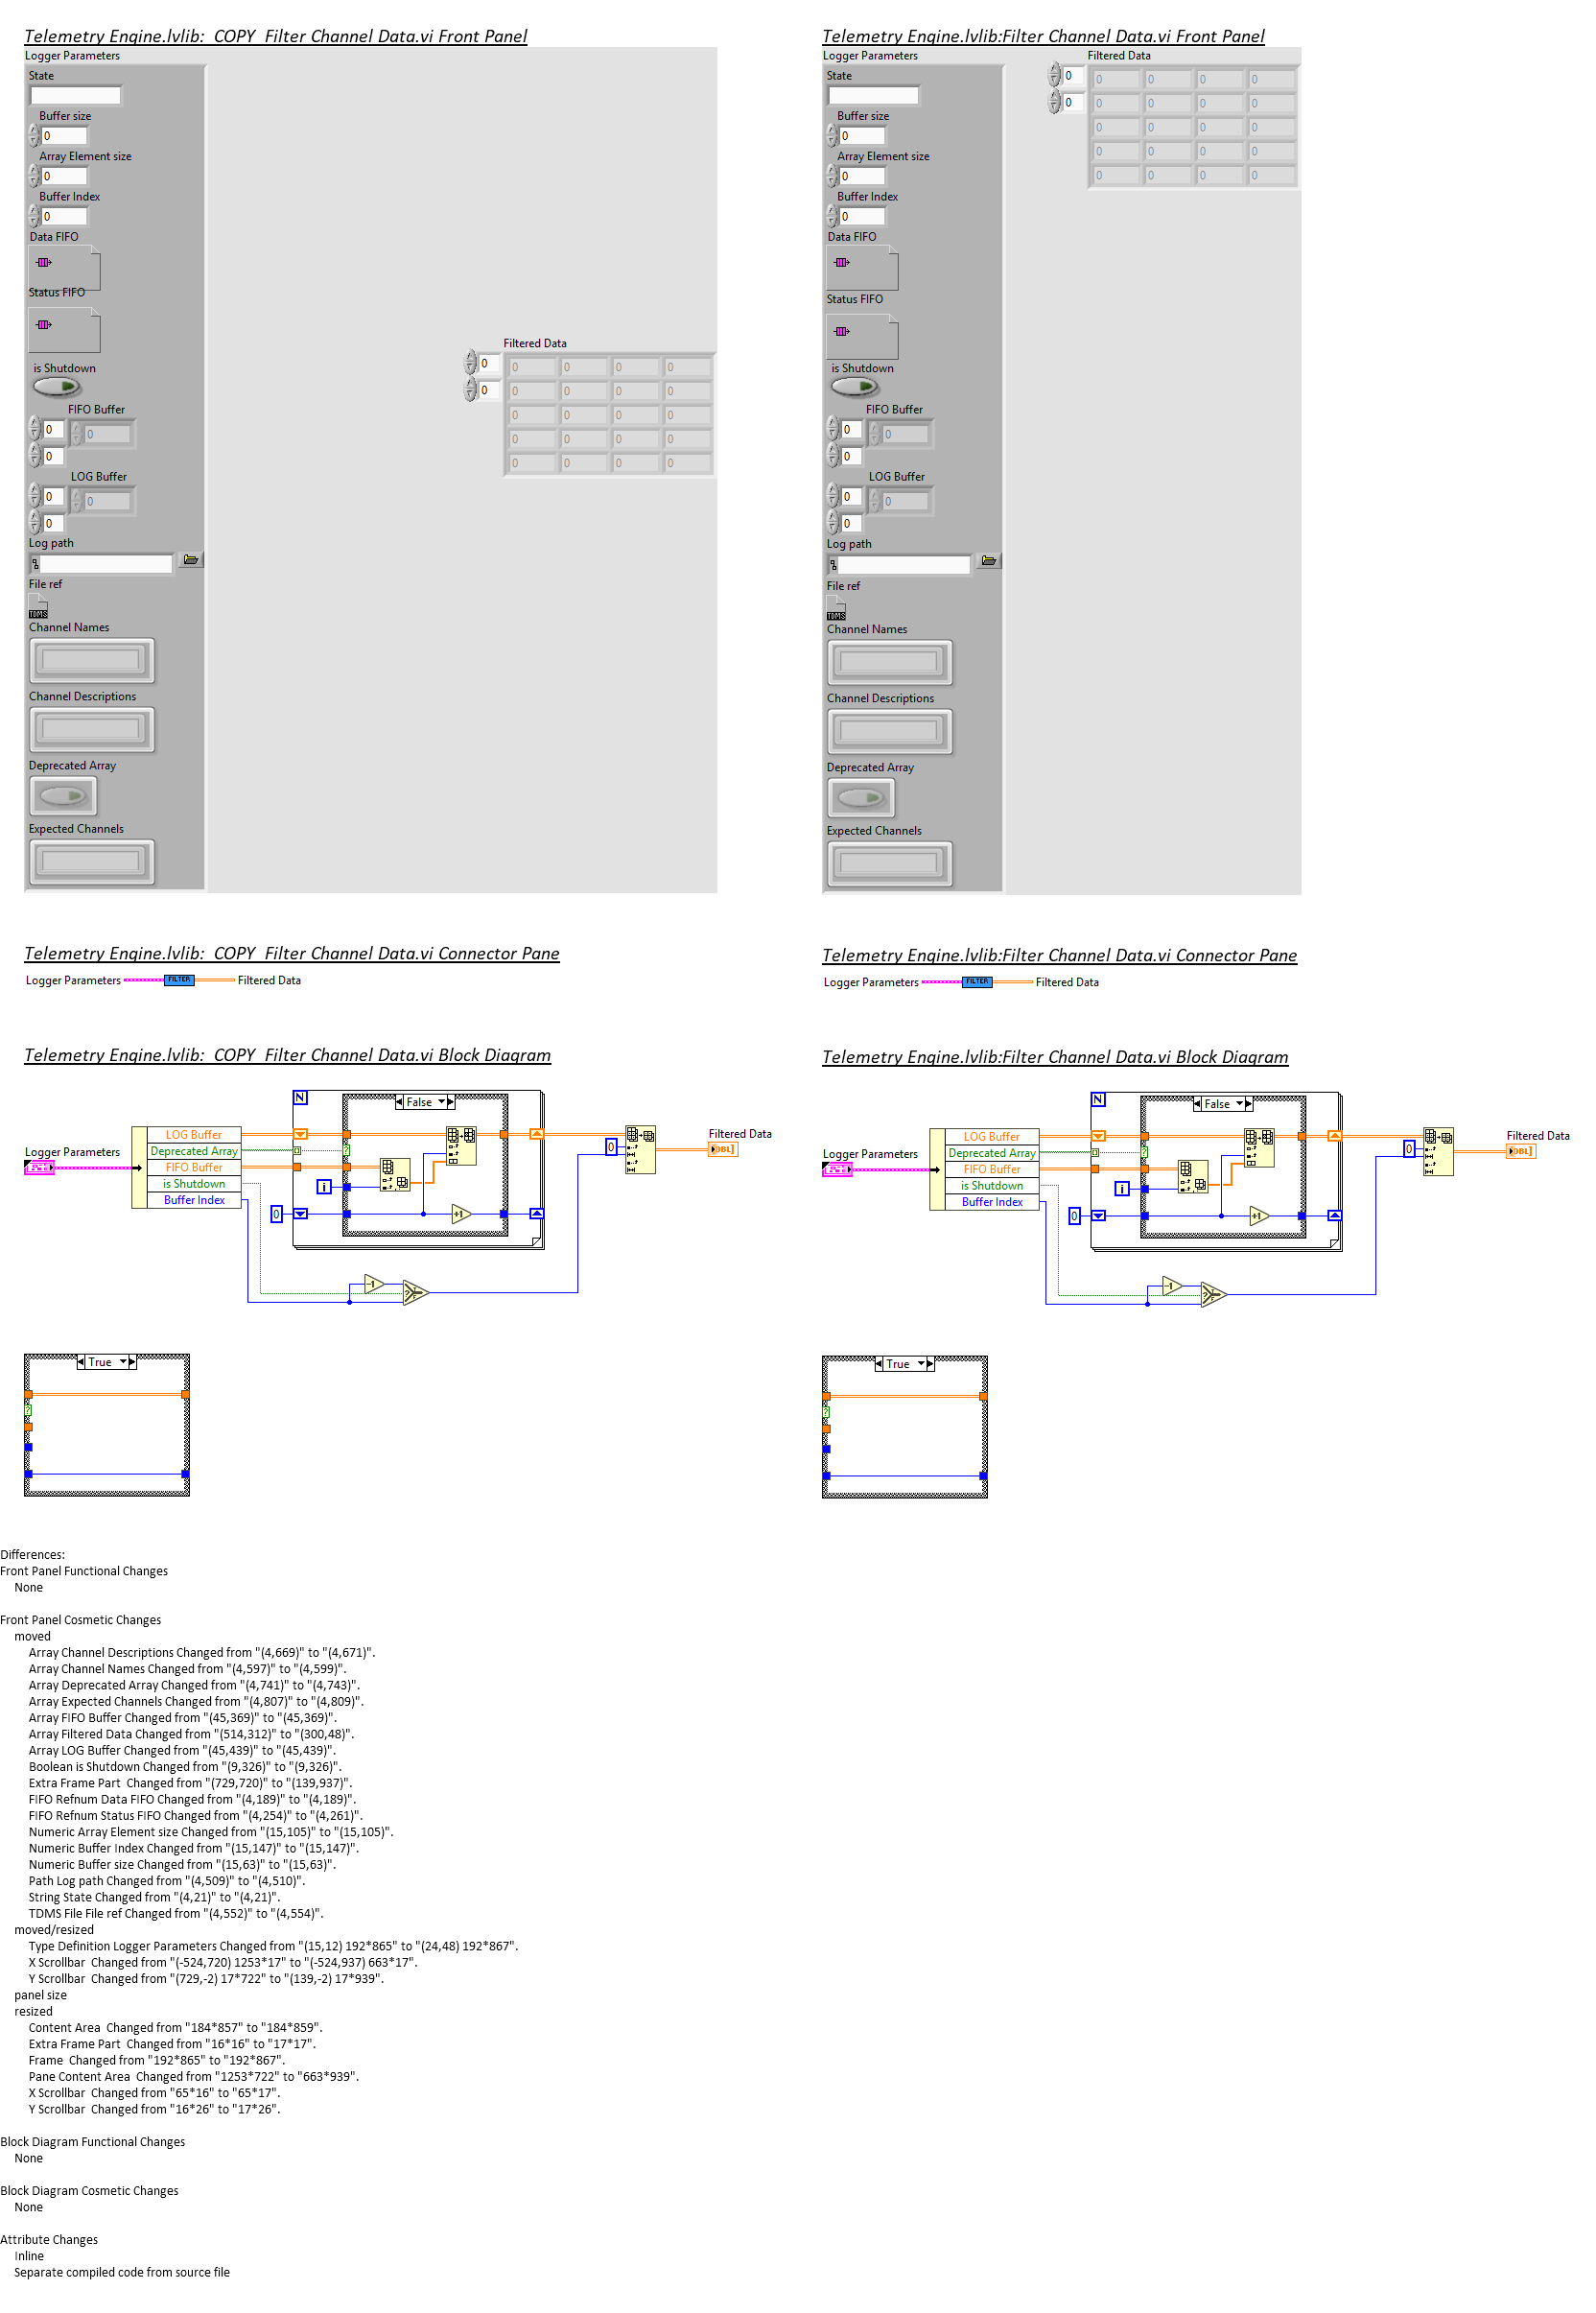 Telemetry Engine.lvlib:  COPY  Filter Channel Data.vi Front Panel
Logger Parameters
State
Buffer size
0
Array Element size
0
Buffer Index
0
Data FIFO
Status FIFO
is Shutdown
FIFO Buffer
0
0
0
LOG Buffer
0
0
0
Log path
File ref
TDMS
Channel Names
Channel Descriptions
Deprecated Array
Expected Channels
Filtered Data
0 0 0 0 0
0 0 0 0 0
0 0 0 0
0 0 0 0
0 0 0 0
Telemetry Engine.lvlib:Filter Channel Data.vi Front Panel
Logger Parameters
State
Buffer size
0
Array Element size
0
Buffer Index
0
Data FIFO
Status FIFO
is Shutdown
FIFO Buffer
0
0
0
LOG Buffer
0
0
0
Log path
File ref
TDMS
Channel Names
Channel Descriptions
Deprecated Array
Expected Channels
Filtered Data
0 0 0 0 0
0 0 0 0 0
0 0 0 0
0 0 0 0
0 0 0 0
Telemetry Engine.lvlib:  COPY  Filter Channel Data.vi Connector Pane
Logger Parameters FILTER Filtered Data
Telemetry Engine.lvlib:Filter Channel Data.vi Connector Pane
Logger Parameters FILTER Filtered Data
Telemetry Engine.lvlib:  COPY  Filter Channel Data.vi Block Diagram
N
False
Logger Parameters
LOG Buffer
Deprecated Array
FIFO Buffer
is Shutdown
Buffer Index
?
i
0
+1
-1
?
0
Filtered Data
DBL
True
?
Telemetry Engine.lvlib:Filter Channel Data.vi Block Diagram
N
False
Logger Parameters
LOG Buffer
Deprecated Array
FIFO Buffer
is Shutdown
Buffer Index
?
i
0
+1
-1
?
0
Filtered Data
DBL
True
?
Differences:
Front Panel Functional Changes
None
Front Panel Cosmetic Changes
moved
Array Channel Descriptions Changed from "(4,669)" to "(4,671)".
Array Channel Names Changed from "(4,597)" to "(4,599)".
Array Deprecated Array Changed from "(4,741)" to "(4,743)".
Array Expected Channels Changed from "(4,807)" to "(4,809)".
Array FIFO Buffer Changed from "(45,369)" to "(45,369)".
Array Filtered Data Changed from "(514,312)" to "(300,48)".
Array LOG Buffer Changed from "(45,439)" to "(45,439)".
Boolean is Shutdown Changed from "(9,326)" to "(9,326)".
Extra Frame Part  Changed from "(729,720)" to "(139,937)".
FIFO Refnum Data FIFO Changed from "(4,189)" to "(4,189)".
FIFO Refnum Status FIFO Changed from "(4,254)" to "(4,261)".
Numeric Array Element size Changed from "(15,105)" to "(15,105)".
Numeric Buffer Index Changed from "(15,147)" to "(15,147)".
Numeric Buffer size Changed from "(15,63)" to "(15,63)".
Path Log path Changed from "(4,509)" to "(4,510)".
String State Changed from "(4,21)" to "(4,21)".
TDMS File File ref Changed from "(4,552)" to "(4,554)".
moved/resized
Type Definition Logger Parameters Changed from "(15,12) 192*865" to "(24,48) 192*867".
X Scrollbar  Changed from "(-524,720) 1253*17" to "(-524,937) 663*17".
Y Scrollbar  Changed from "(729,-2) 17*722" to "(139,-2) 17*939".
panel size
resized
Content Area  Changed from "184*857" to "184*859".
Extra Frame Part  Changed from "16*16" to "17*17".
Frame  Changed from "192*865" to "192*867".
Pane Content Area  Changed from "1253*722" to "663*939".
X Scrollbar  Changed from "65*16" to "65*17".
Y Scrollbar  Changed from "16*26" to "17*26".
Block Diagram Functional Changes
None
Block Diagram Cosmetic Changes
None
Attribute Changes
Inline
Separate compiled code from source file